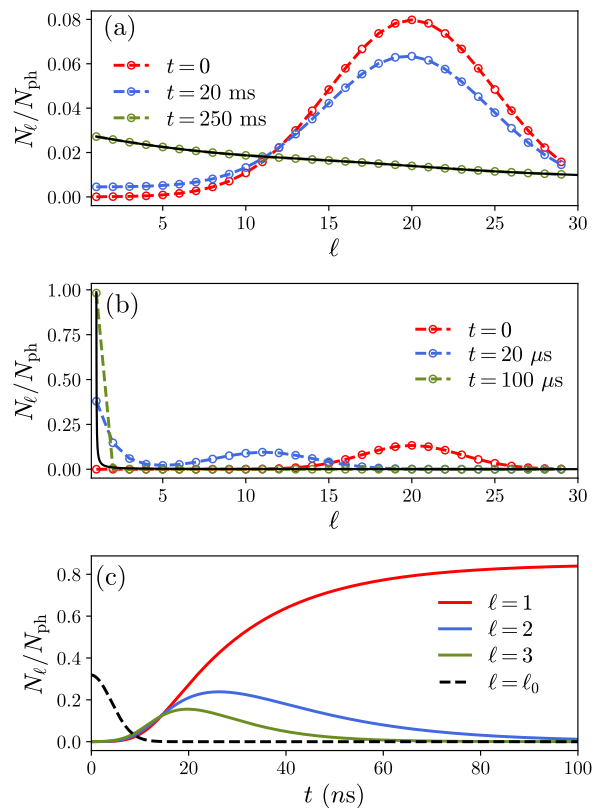 (a)
0.08
0.06
0.04
0.02
0.00
N_ℓ/N_ph
t = 0
t = 20 ms
t = 250 ms
5 10 15 20 25 30
ℓ
(b)
1.00
0.75
0.50
0.25
0.00
N_ℓ/N_ph
t = 0
t = 20 μs
t = 100 μs
5 10 15 20 25 30
ℓ
(c)
0.8
0.6
0.4
0.2
0.0
N_ℓ/N_ph
ℓ = 1
ℓ = 2
ℓ = 3
ℓ = ℓ₀
0 20 40 60 80 100
t (ns)